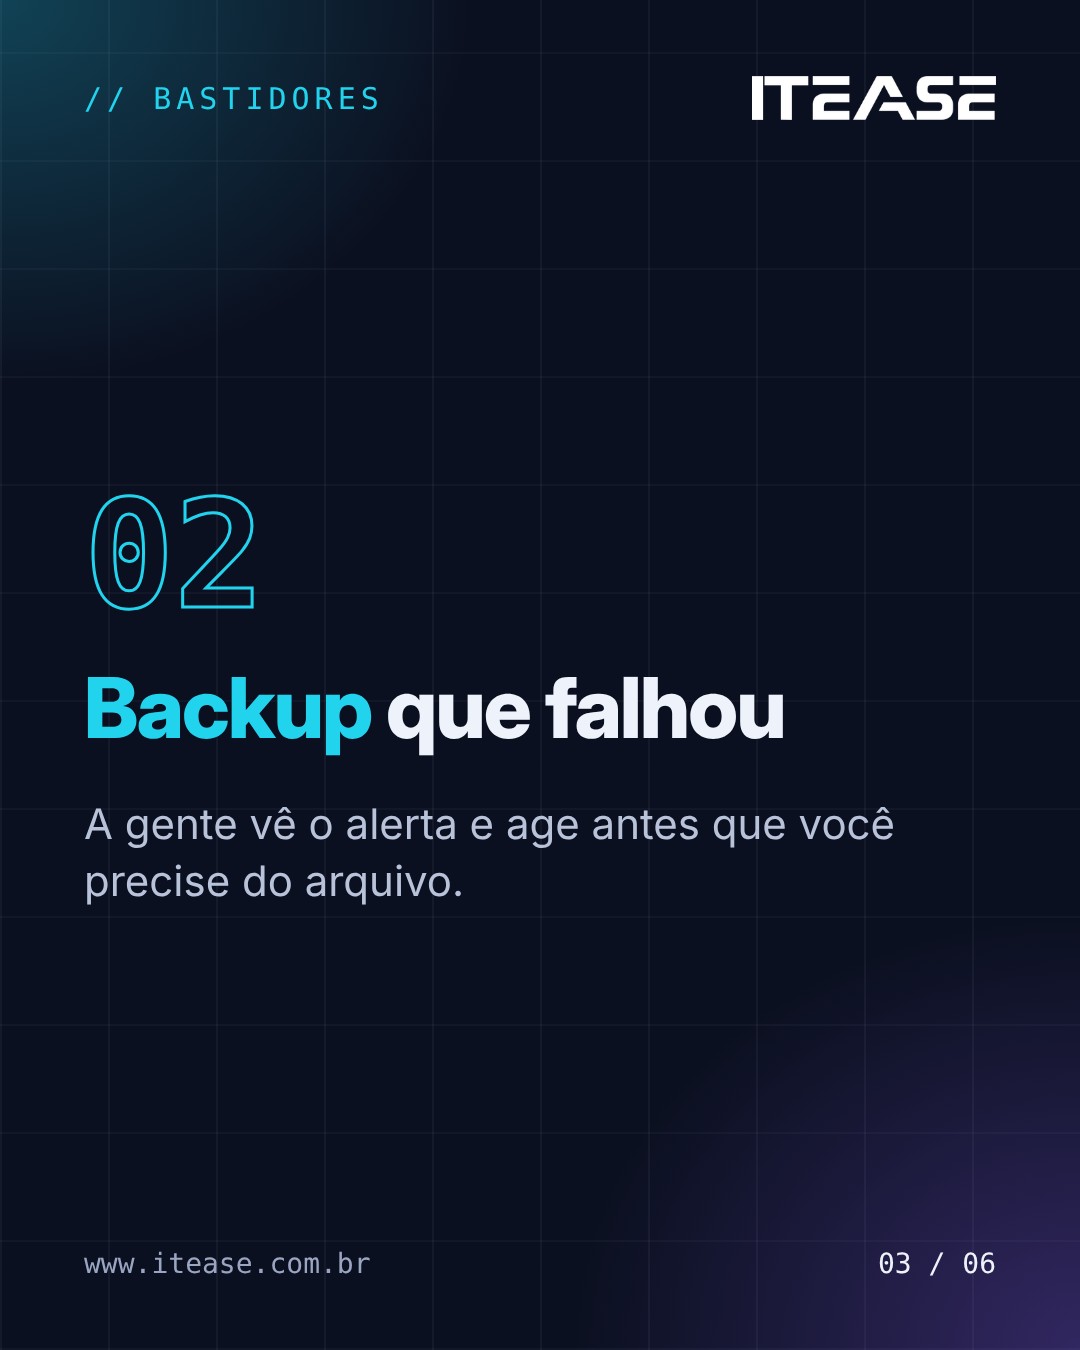 // BASTIDORES
ITEASE
02
Backup que falhou
A gente vê o alerta e age antes que você
precise do arquivo.
www.itease.com.br
03 / 06